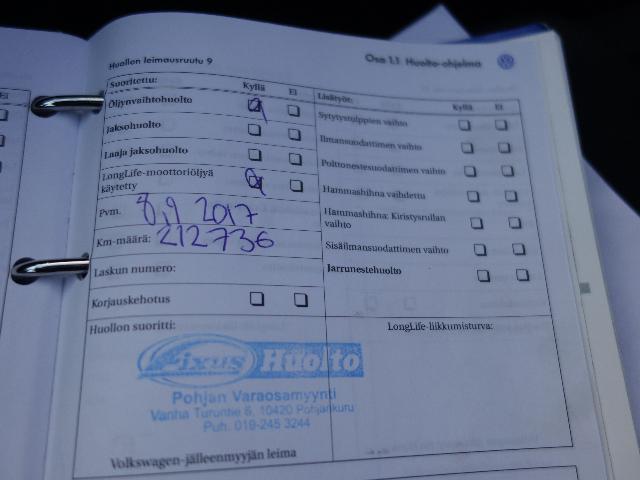 Huollon leimausruutu 9
Osa 1.1 Huolto-ohjelma
Suoritettu: Kyllä Ei
Öljynvaihtohuolto
Jaksohuolto
Laaja jaksohuolto
LongLife-moottoriöljyä
käytetty
Pvm. 8,9 2017
Km-määrä: 212736
Laskun numero:
Korjauskehotus
Lisätyöt: Kyllä Ei
Sytytystulppien vaihto
Ilmansuodattimen vaihto
Polttonestesuodattimen vaihto
Hammashihna vaihdettu
Hammashihna: Kiristysrullan
vaihto
Sisäilmansuodattimen vaihto
Jarrunestehuolto
Huollon suoritti:
Fixus Huolto
Pohjan Varaosamyynti
Vanha Turuntie 6, 10420 Pohjankuru
Puh. 019-245 3244
Volkswagen-jälleenmyyjän leima
LongLife-liikkumisturva:
Ei